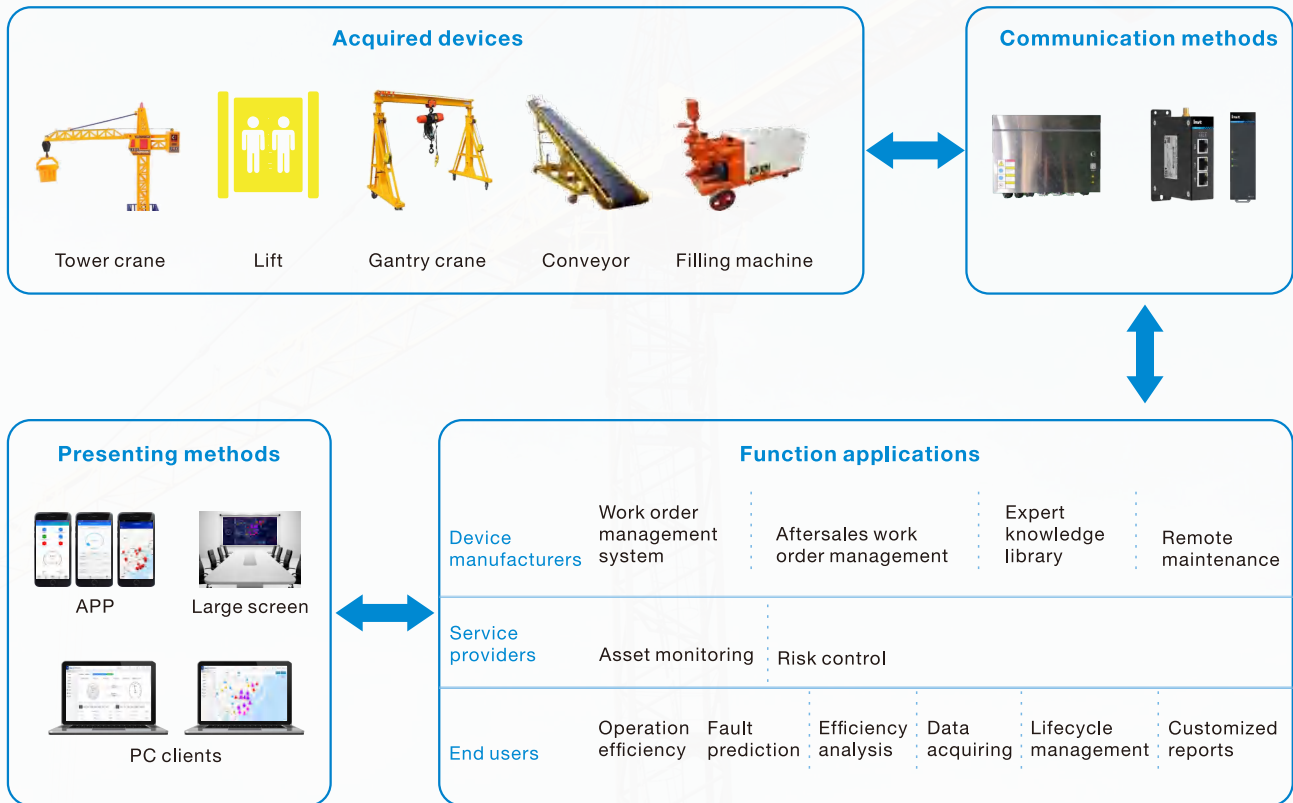 Acquired devices
Tower crane
Lift
Gantry crane
Conveyor
Filling machine
Communication methods
invt
Presenting methods
APP
Large screen
PC clients
Function applications
Device
manufacturers
Work order
management
system
Aftersales work
order management
Expert
knowledge
library
Remote
maintenance
Service
providers
Asset monitoring
Risk control
End users
Operation
efficiency
Fault
prediction
Efficiency
analysis
Data
acquiring
Lifecycle
management
Customized
reports